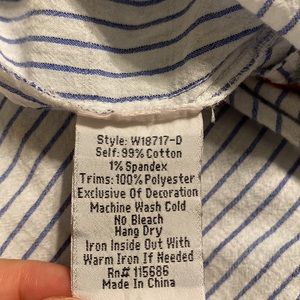 Style: W18717-D
Self: 99% Cotton
1% Spandex
Trims: 100% Polyester
Exclusive Of Decoration
Machine Wash Cold
No Bleach
Hang Dry
Iron Inside Out With
Warm Iron If Needed
Rn# 115686
Made In China